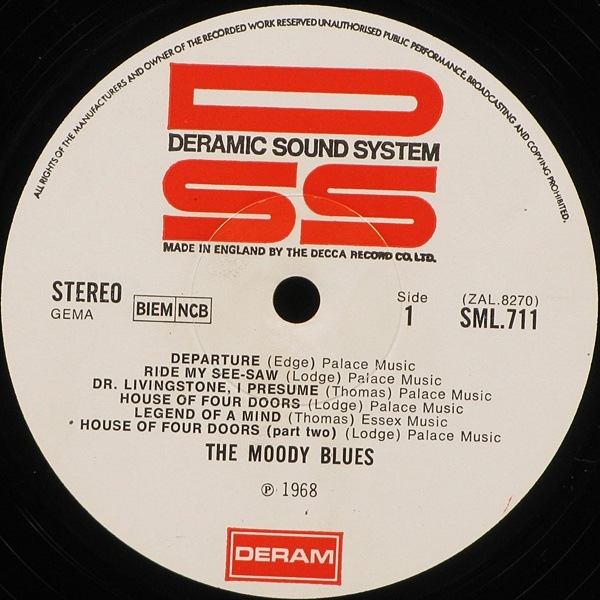 ALL RIGHTS OF THE MANUFACTURERS AND OWNER OF THE RECORDED WORK RESERVED UNAUTHORISED PUBLIC PERFORMANCE, BROADCASTING AND COPYING PROHIBITED.
D
DERAMIC SOUND SYSTEM
SS
MADE IN ENGLAND BY THE DECCA RECORD CO. LTD.
STEREO
GEMA
BIEM NCB
Side
1
(ZAL.8270)
SML.711
DEPARTURE (Edge) Palace Music
RIDE MY SEE-SAW (Lodge) Palace Music
DR. LIVINGSTONE, I PRESUME (Thomas) Palace Music
HOUSE OF FOUR DOORS (Lodge) Palace Music
LEGEND OF A MIND (Thomas) Essex Music
HOUSE OF FOUR DOORS (part two) (Lodge) Palace Music
THE MOODY BLUES
℗ 1968
DERAM